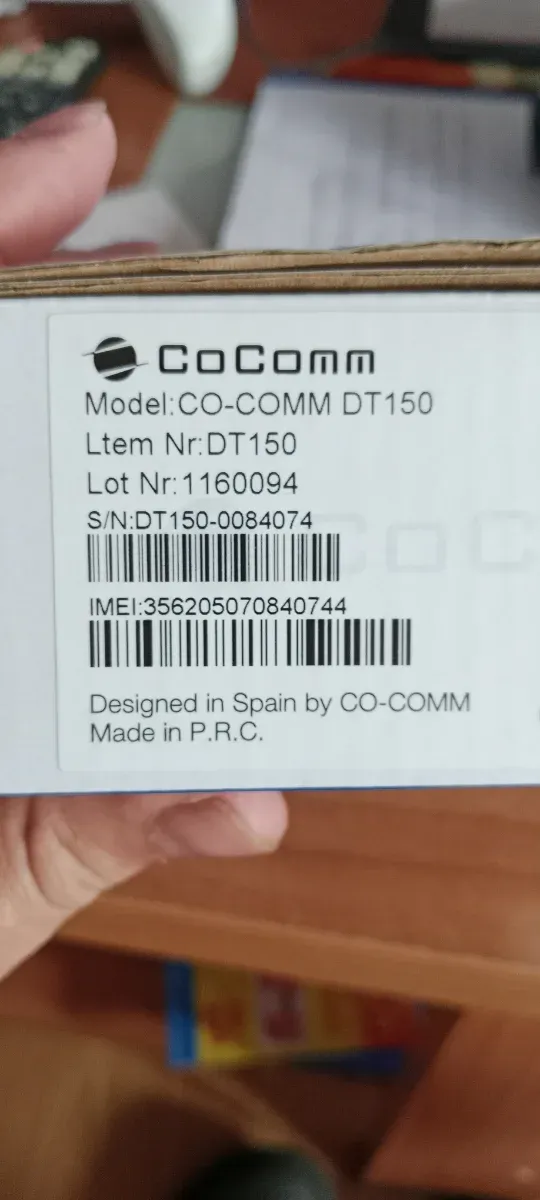 CoComm
Model:CO-COMM DT150
Ltem Nr:DT150
Lot Nr:1160094
S/N:DT150-0084074
IMEI:356205070840744
Designed in Spain by CO-COMM
Made in P.R.C.